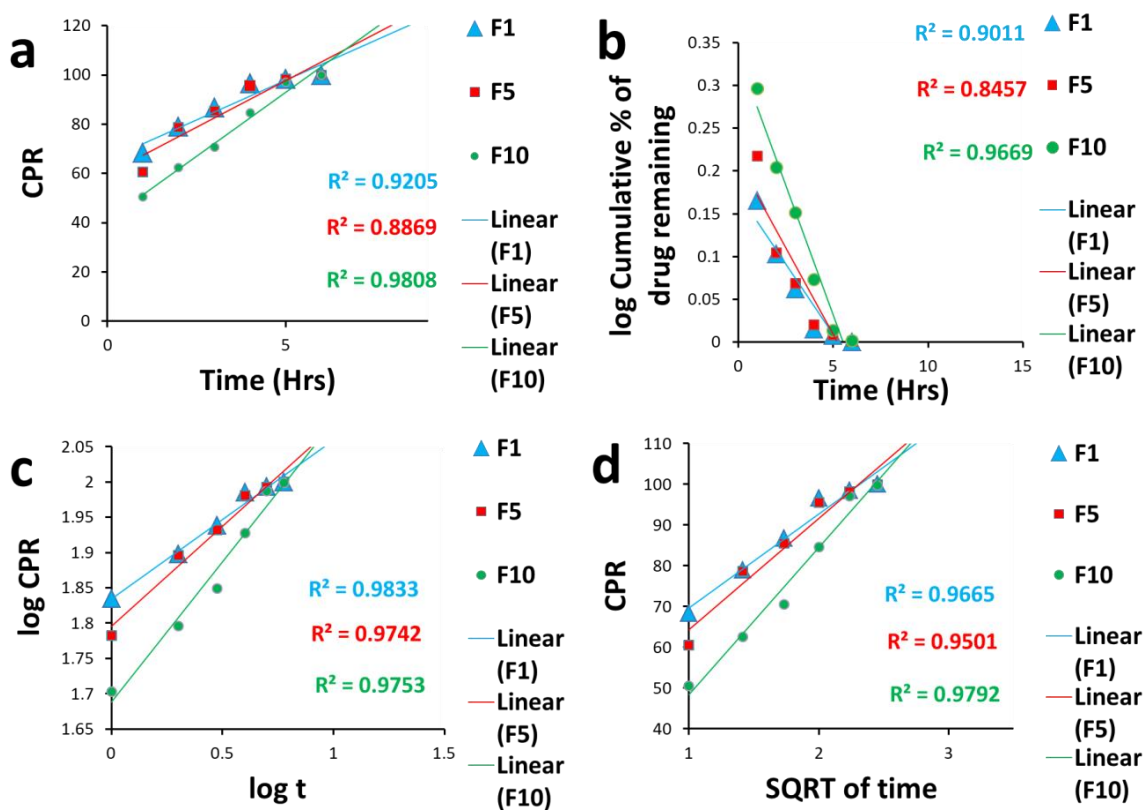 a
120
100
80
60
40
20
0
0
5
CPR
Time (Hrs)
R² = 0.9205
R² = 0.8869
R² = 0.9808
F1
F5
F10
Linear
(F1)
Linear
(F5)
Linear
(F10)
b
0.35
0.3
0.25
0.2
0.15
0.1
0.05
0
0
5
10
15
log Cumulative % of
drug remaining
Time (Hrs)
R² = 0.9011
R² = 0.8457
R² = 0.9669
F1
F5
F10
Linear
(F1)
Linear
(F5)
Linear
(F10)
c
2.05
2
1.95
1.9
1.85
1.8
1.75
1.7
1.65
0
0.5
1
1.5
log CPR
log t
R² = 0.9833
R² = 0.9742
R² = 0.9753
F1
F5
F10
Linear
(F1)
Linear
(F5)
Linear
(F10)
d
110
100
90
80
70
60
50
40
1
2
3
CPR
SQRT of time
R² = 0.9665
R² = 0.9501
R² = 0.9792
F1
F5
F10
Linear
(F1)
Linear
(F5)
Linear
(F10)